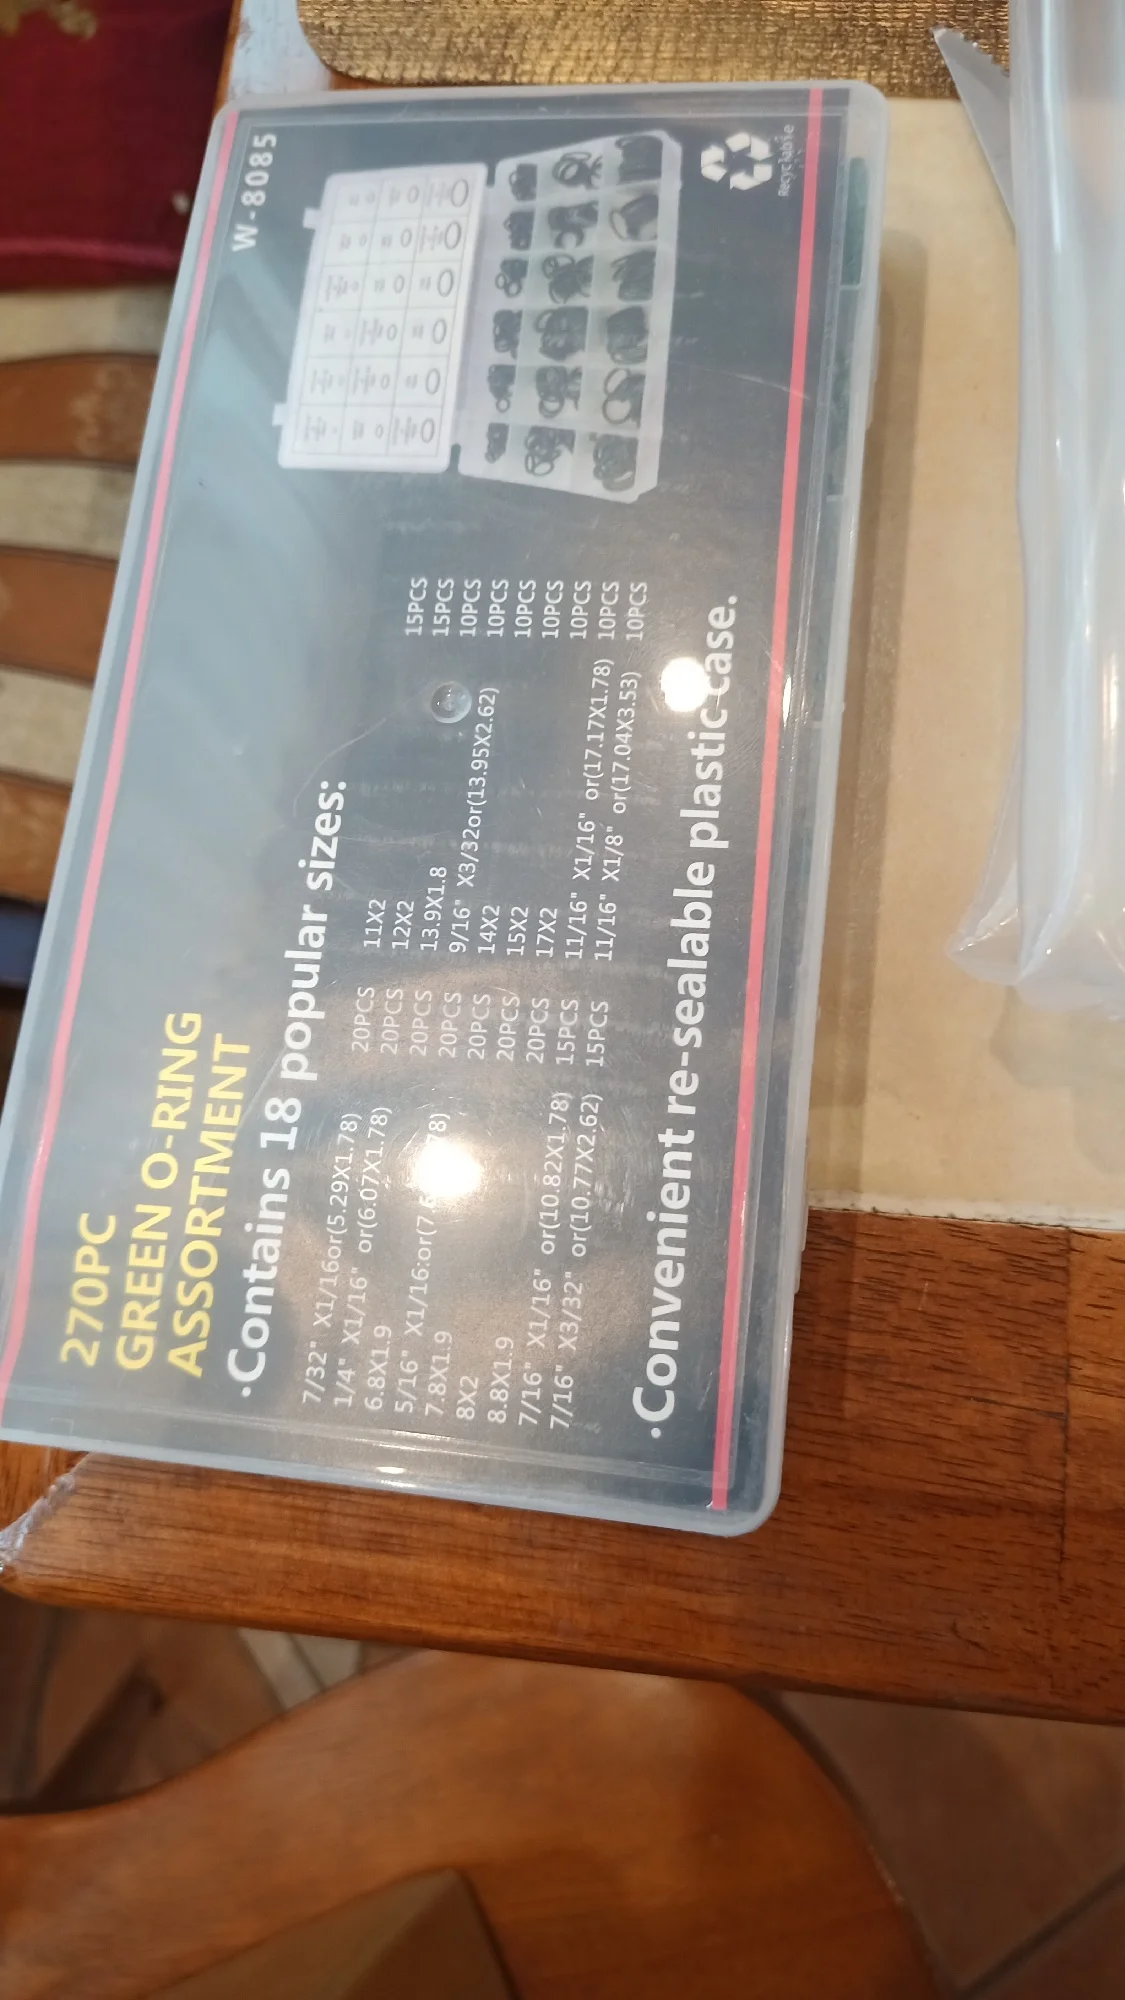 W-8085
Recyclable
270PC
GREEN O-RING
ASSORTMENT
·Contains 18 popular sizes:
7/32" X1/16or(5.29X1.78) 20PCS
1/4" X1/16" or(6.07X1.78) 20PCS
6.8X1.9 20PCS
5/16" X1/16:or(7. 78) 20PCS
7.8X1.9 20PCS
8X2 20PCS
8.8X1.9 20PCS
7/16" X1/16" or(10.82X1.78) 15PCS
7/16" X3/32" or(10.77X2.62) 15PCS
11X2 15PCS
12X2 15PCS
13.9X1.8 10PCS
9/16" X3/32or(13.95X2.62) 10PCS
14X2 10PCS
15X2 10PCS
17X2 10PCS
11/16" X1/16" or(17.17X1.78) 10PCS
11/16" X1/8" or(17.04X3.53) 10PCS
·Convenient re-sealable plastic case.